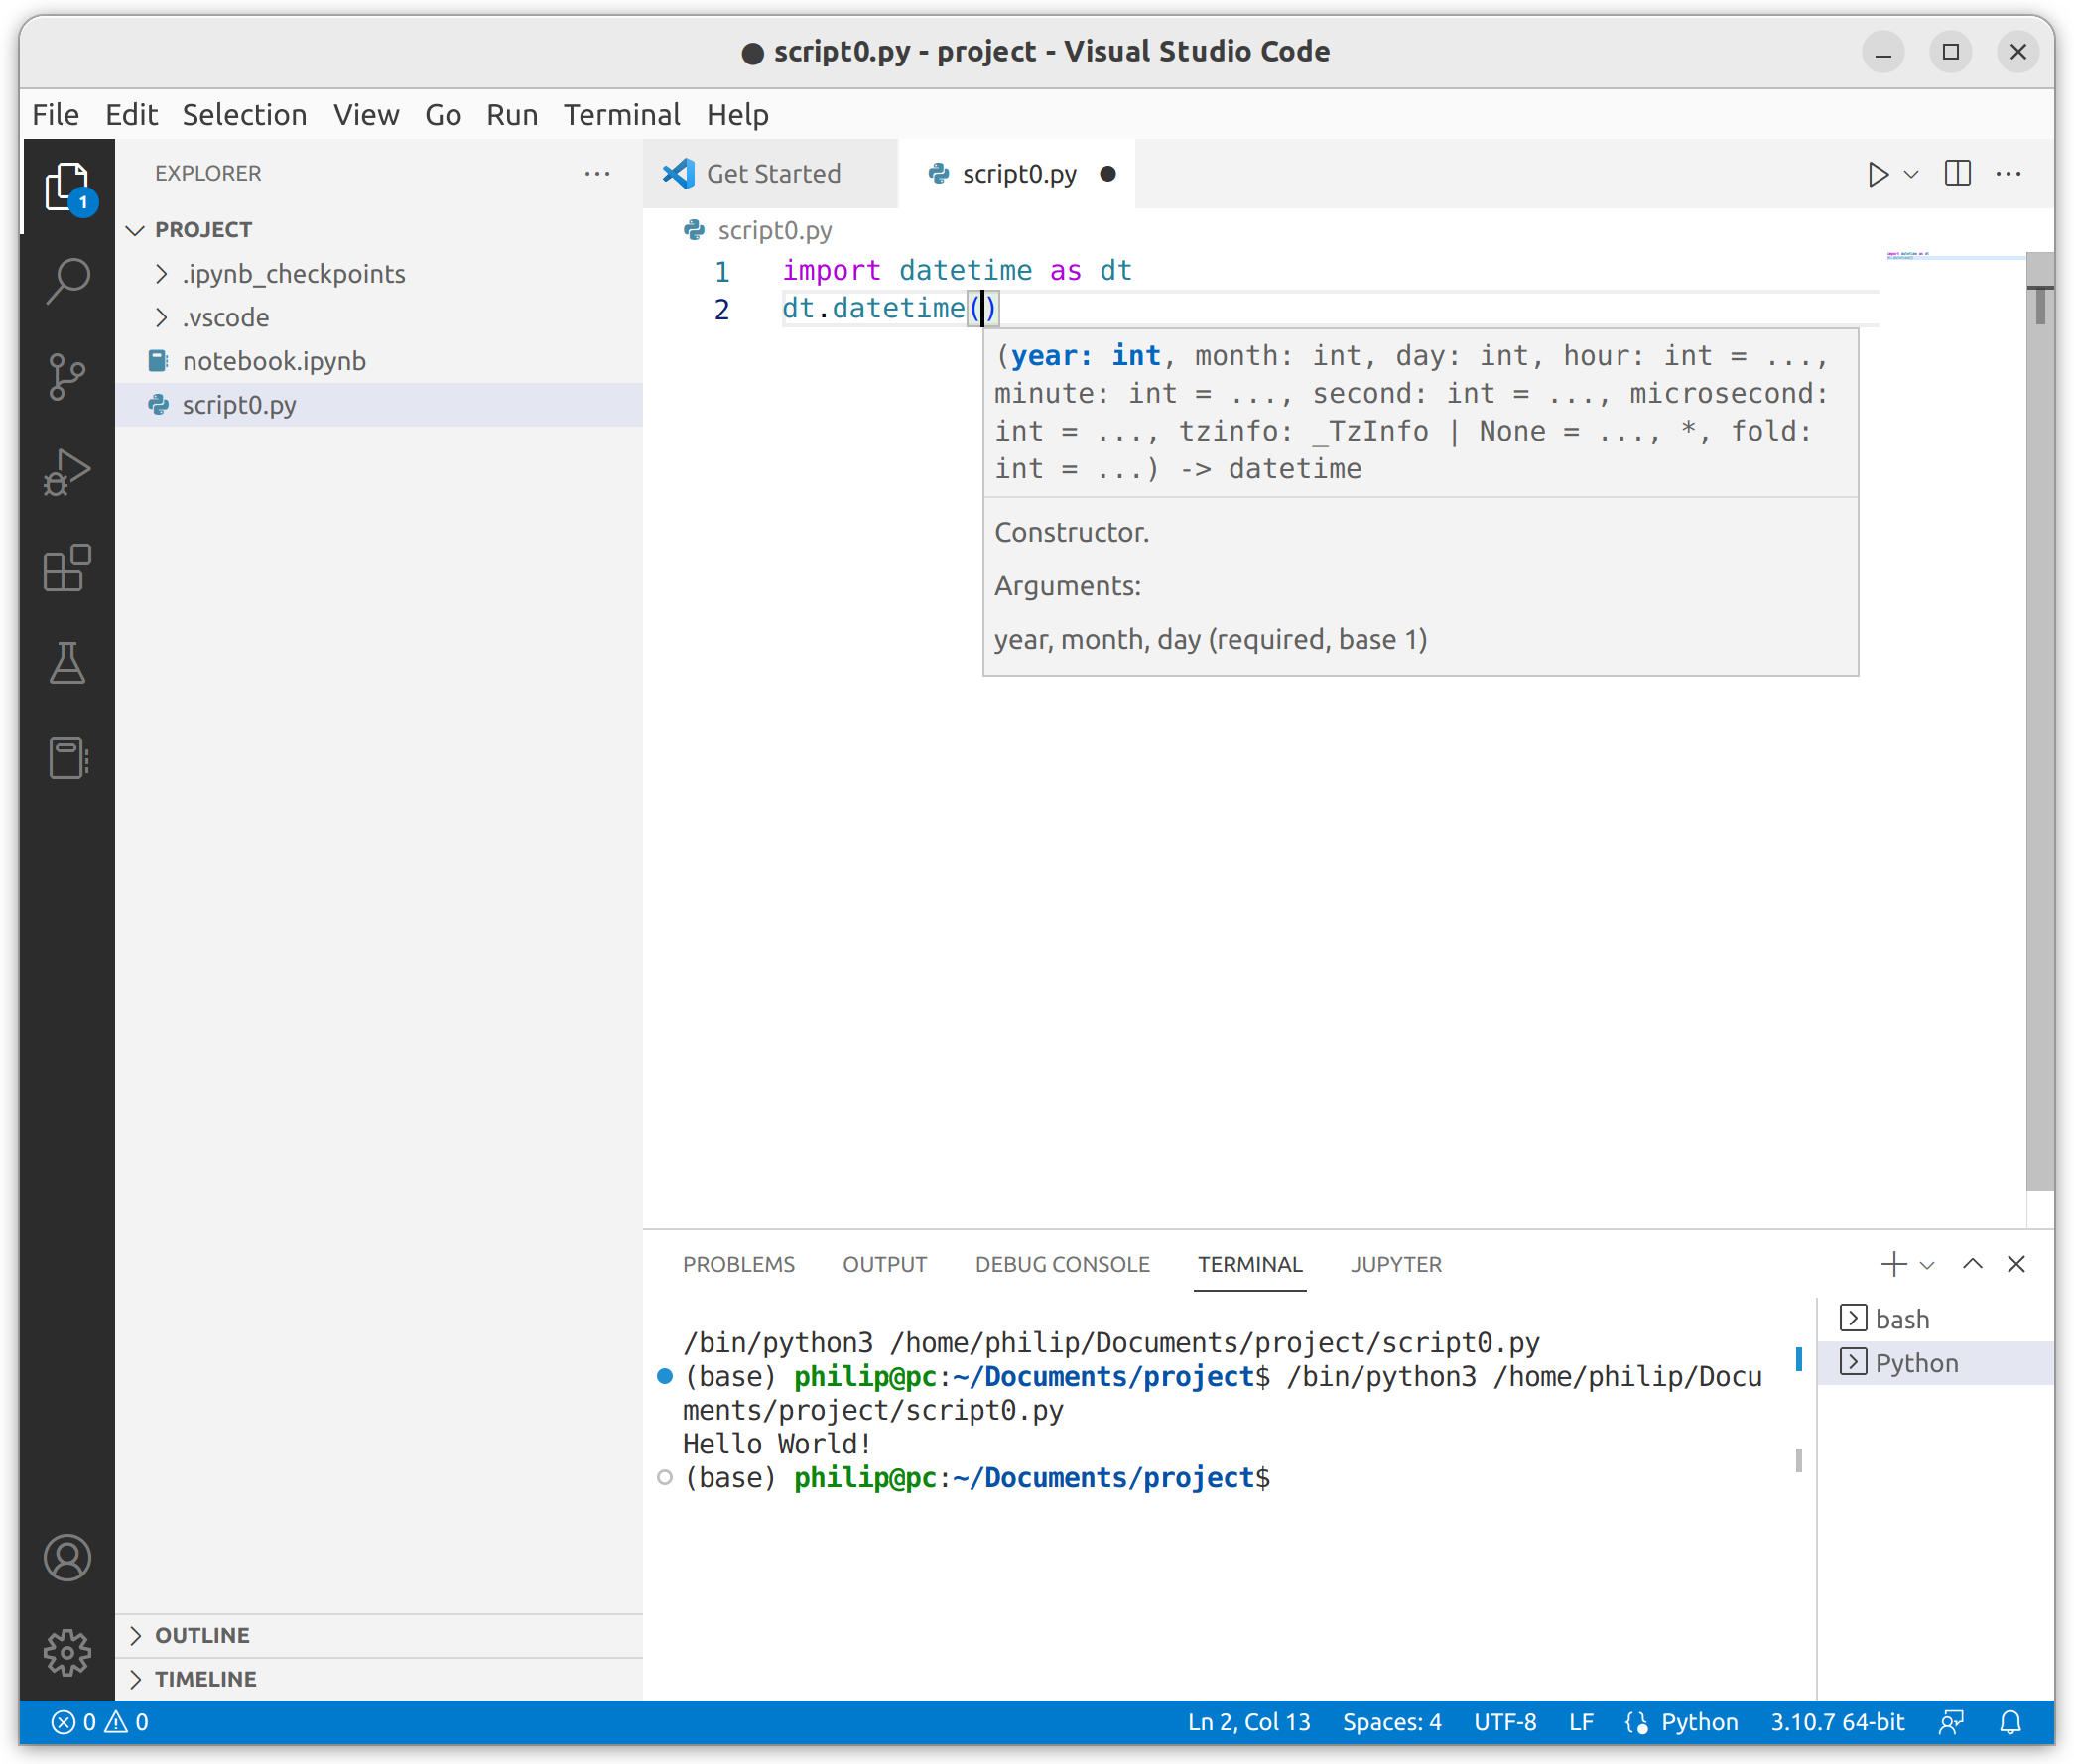 ● script0.py - project - Visual Studio Code
File Edit Selection View Go Run Terminal Help
1
EXPLORER
PROJECT
.ipynb_checkpoints
.vscode
notebook.ipynb
script0.py
OUTLINE
TIMELINE
Get Started
script0.py
script0.py
1 import datetime as dt
2 dt.datetime()
(year: int, month: int, day: int, hour: int = ...,
minute: int = ..., second: int = ..., microsecond:
int = ..., tzinfo: _TzInfo | None = ..., *, fold:
int = ...) -> datetime
Constructor.
Arguments:
year, month, day (required, base 1)
PROBLEMS OUTPUT DEBUG CONSOLE TERMINAL JUPYTER
/bin/python3 /home/philip/Documents/project/script0.py
(base) philip@pc:~/Documents/project$ /bin/python3 /home/philip/Docu
ments/project/script0.py
Hello World!
(base) philip@pc:~/Documents/project$
bash
Python
0 0
Ln 2, Col 13 Spaces: 4 UTF-8 LF Python 3.10.7 64-bit